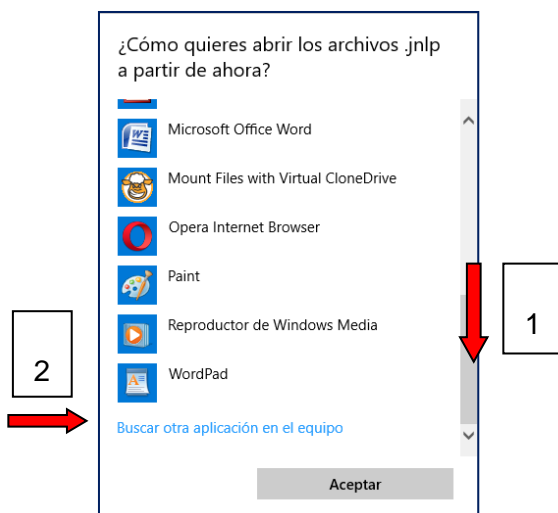 ¿Cómo quieres abrir los archivos .jnlp
a partir de ahora?
Microsoft Office Word
Mount Files with Virtual CloneDrive
Opera Internet Browser
Paint
Reproductor de Windows Media
WordPad
Buscar otra aplicación en el equipo
Aceptar
1
2